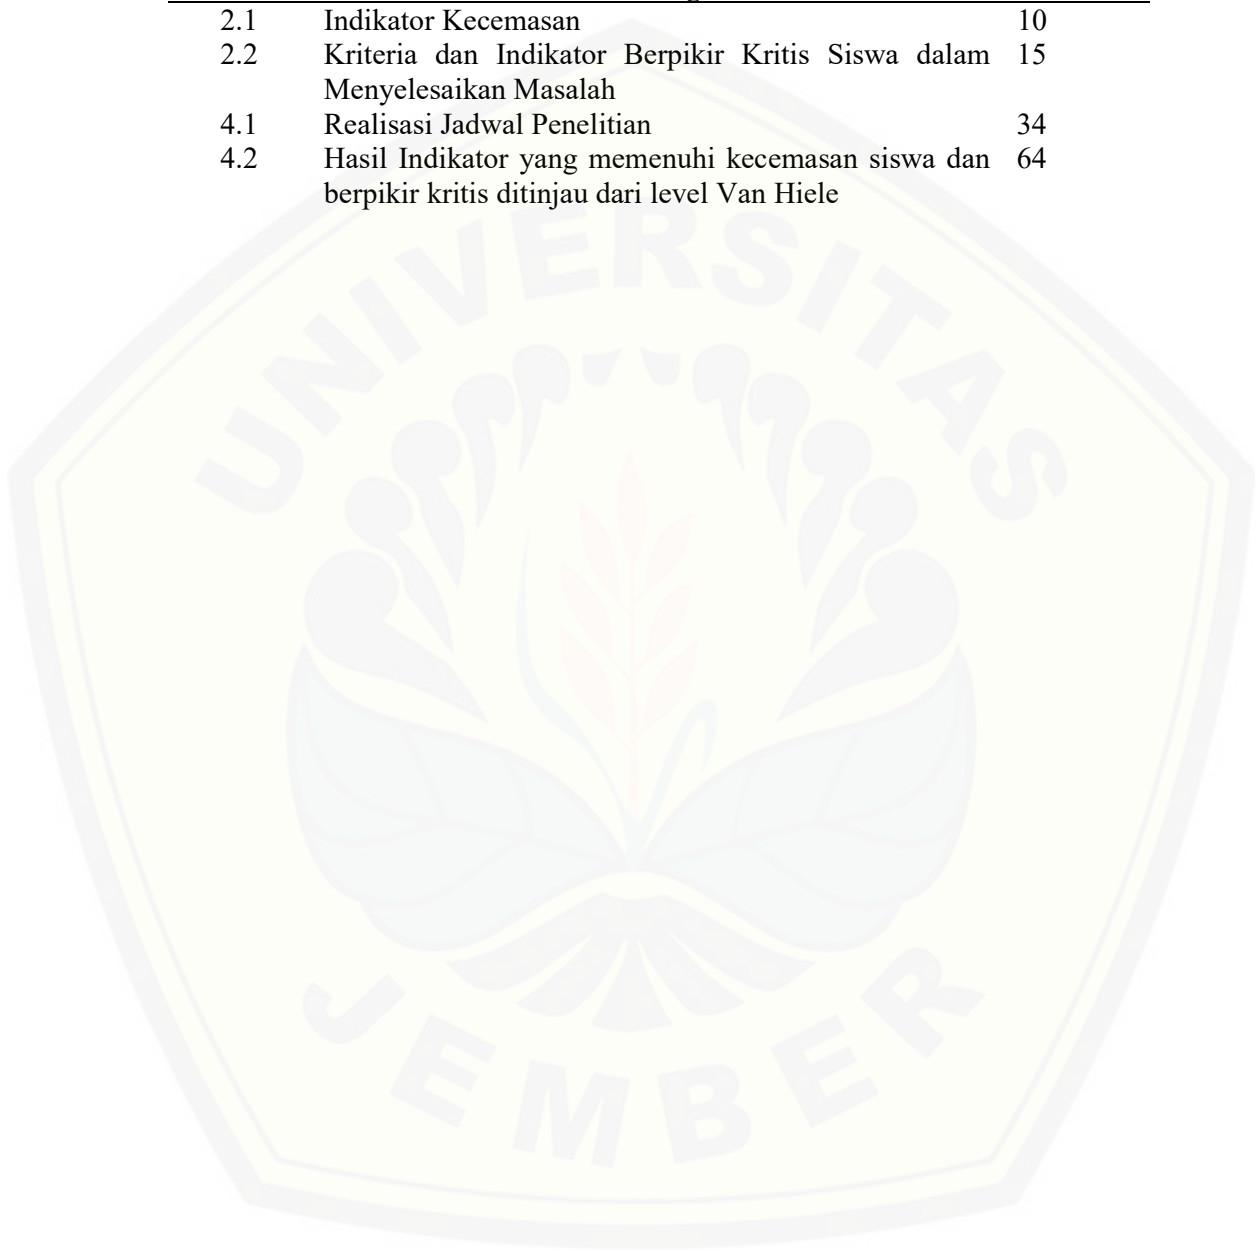 2.1 Indikator Kecemasan 10
2.2 Kriteria dan Indikator Berpikir Kritis Siswa dalam 15
Menyelesaikan Masalah
4.1 Realisasi Jadwal Penelitian 34
4.2 Hasil Indikator yang memenuhi kecemasan siswa dan 64
berpikir kritis ditinjau dari level Van Hiele
UNIVERSITAS
JEMBER